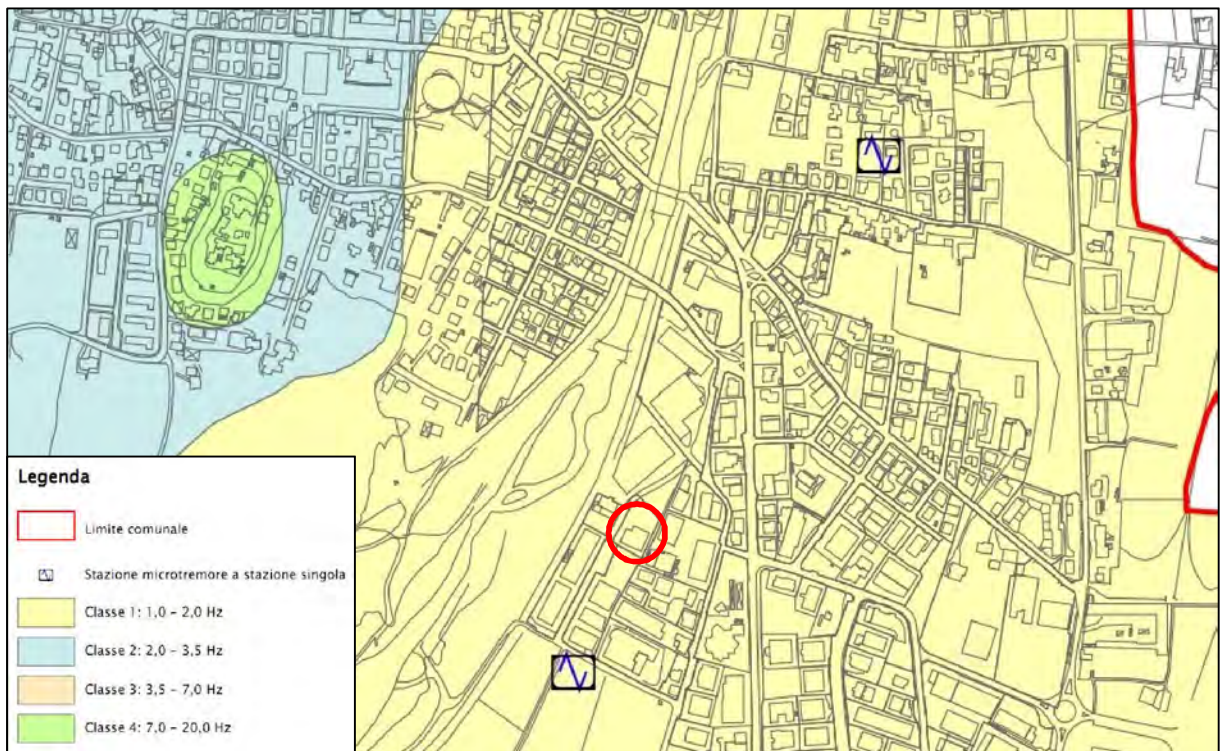 Legenda
Limite comunale
Stazione microtremore a stazione singola
Classe 1: 1,0 - 2,0 Hz
Classe 2: 2,0 - 3,5 Hz
Classe 3: 3,5 - 7,0 Hz
Classe 4: 7,0 - 20,0 Hz